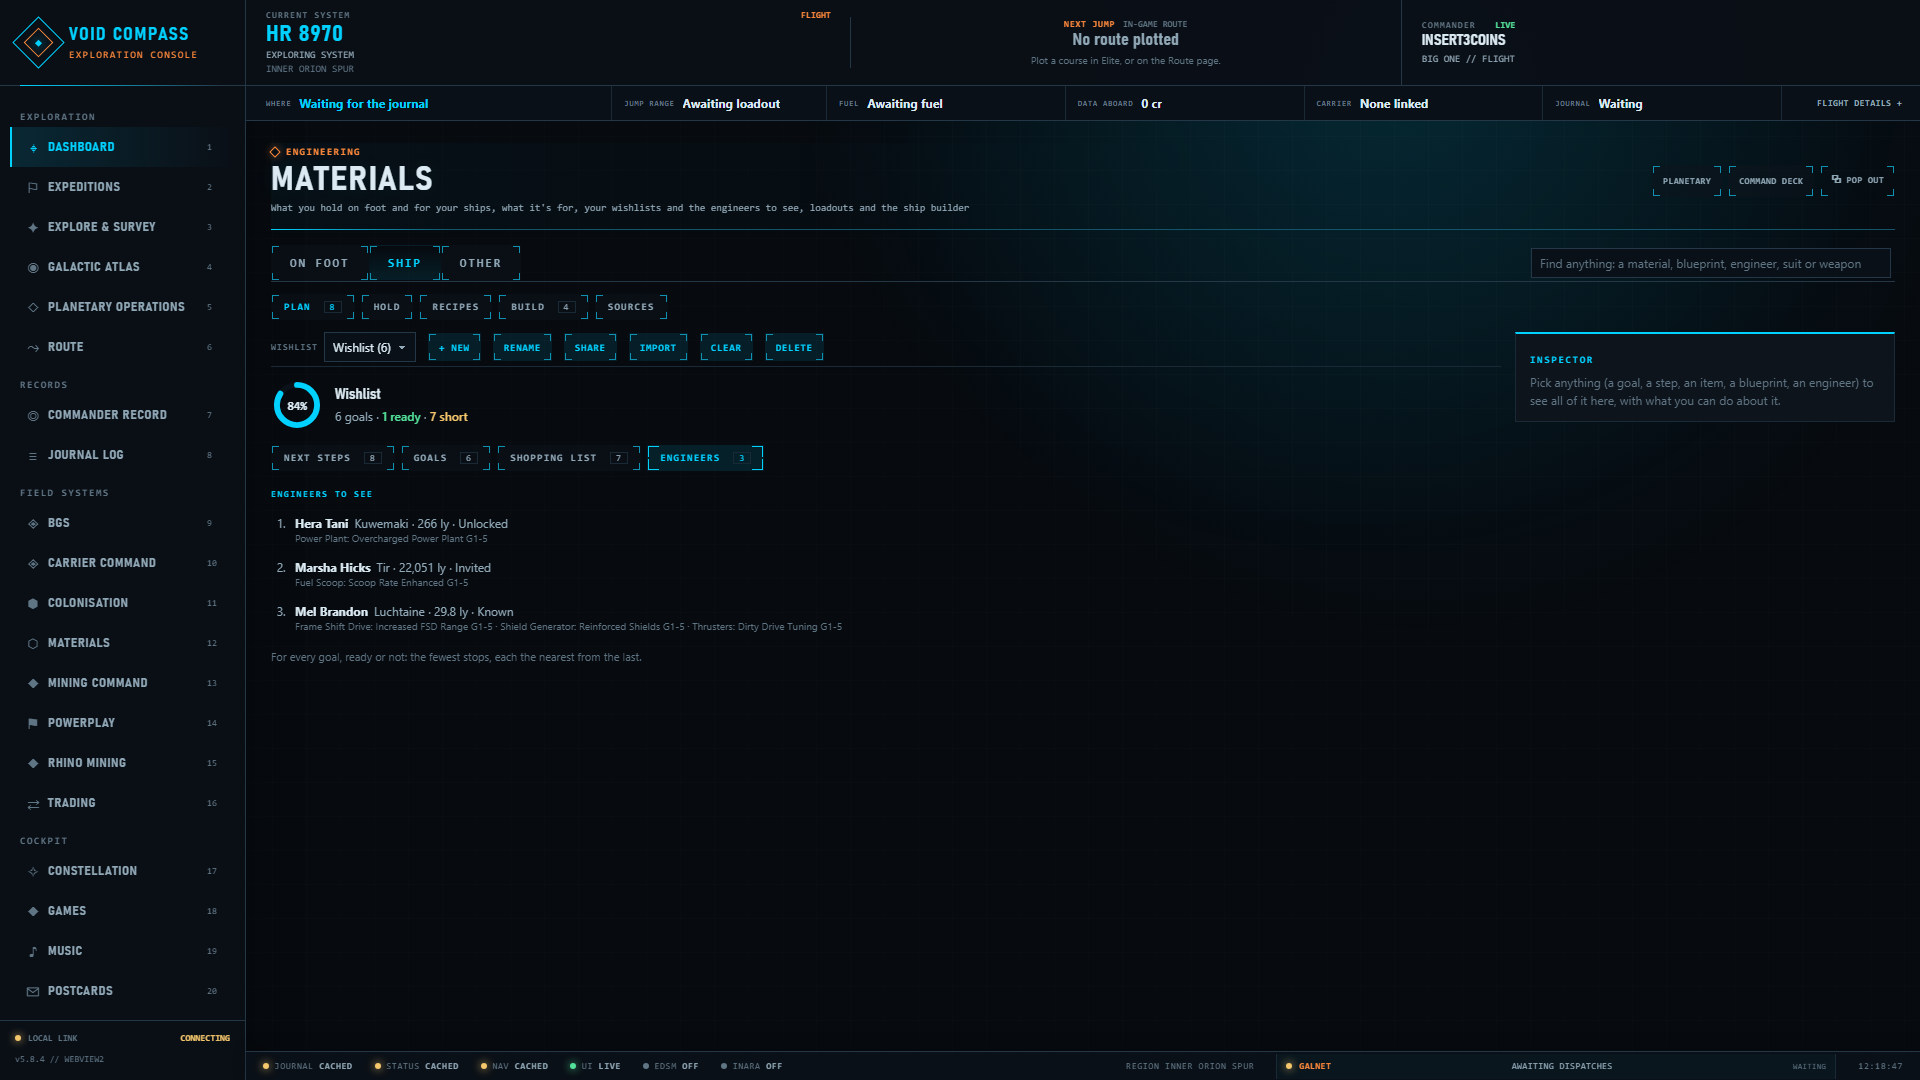 VOID COMPASS
EXPLORATION CONSOLE
CURRENT SYSTEM
HR 8970
EXPLORING SYSTEM
INNER ORION SPUR
FLIGHT
NEXT JUMP IN-GAME ROUTE
No route plotted
Plot a course in Elite, or on the Route page.
COMMANDER LIVE
INSERT3COINS
BIG ONE // FLIGHT
WHERE Waiting for the journal
JUMP RANGE Awaiting loadout
FUEL Awaiting fuel
DATA ABOARD 0 cr
CARRIER None linked
JOURNAL Waiting
FLIGHT DETAILS +
EXPLORATION
DASHBOARD 1
EXPEDITIONS 2
EXPLORE & SURVEY 3
GALACTIC ATLAS 4
PLANETARY OPERATIONS 5
ROUTE 6
RECORDS
COMMANDER RECORD 7
JOURNAL LOG 8
FIELD SYSTEMS
BGS 9
CARRIER COMMAND 10
COLONISATION 11
MATERIALS 12
MINING COMMAND 13
POWERPLAY 14
RHINO MINING 15
TRADING 16
COCKPIT
CONSTELLATION 17
GAMES 18
MUSIC 19
POSTCARDS 20
LOCAL LINK CONNECTING
v5.8.4 // WEBVIEW2
ENGINEERING
MATERIALS
What you hold on foot and for your ships, what it's for, your wishlists and the engineers to see, loadouts and the ship builder
PLANETARY
COMMAND DECK
POP OUT
ON FOOT
SHIP
OTHER
Find anything: a material, blueprint, engineer, suit or weapon
PLAN 8
HOLD
RECIPES
BUILD 4
SOURCES
WISHLIST Wishlist (6)
+ NEW
RENAME
SHARE
IMPORT
CLEAR
DELETE
84%
Wishlist
6 goals · 1 ready · 7 short
NEXT STEPS 8
GOALS 6
SHOPPING LIST 7
ENGINEERS 3
ENGINEERS TO SEE
1. Hera Tani Kuwemaki · 266 ly · Unlocked
Power Plant: Overcharged Power Plant G1-5
2. Marsha Hicks Tir · 22,051 ly · Invited
Fuel Scoop: Scoop Rate Enhanced G1-5
3. Mel Brandon Luchtaine · 29.8 ly · Known
Frame Shift Drive: Increased FSD Range G1-5 · Shield Generator: Reinforced Shields G1-5 · Thrusters: Dirty Drive Tuning G1-5
For every goal, ready or not: the fewest stops, each the nearest from the last.
INSPECTOR
Pick anything (a goal, a step, an item, a blueprint, an engineer) to
see all of it here, with what you can do about it.
JOURNAL CACHED
STATUS CACHED
NAV CACHED
UI LIVE
EDSM OFF
INARA OFF
REGION INNER ORION SPUR
GALNET
AWAITING DISPATCHES
WAITING
12:18:47